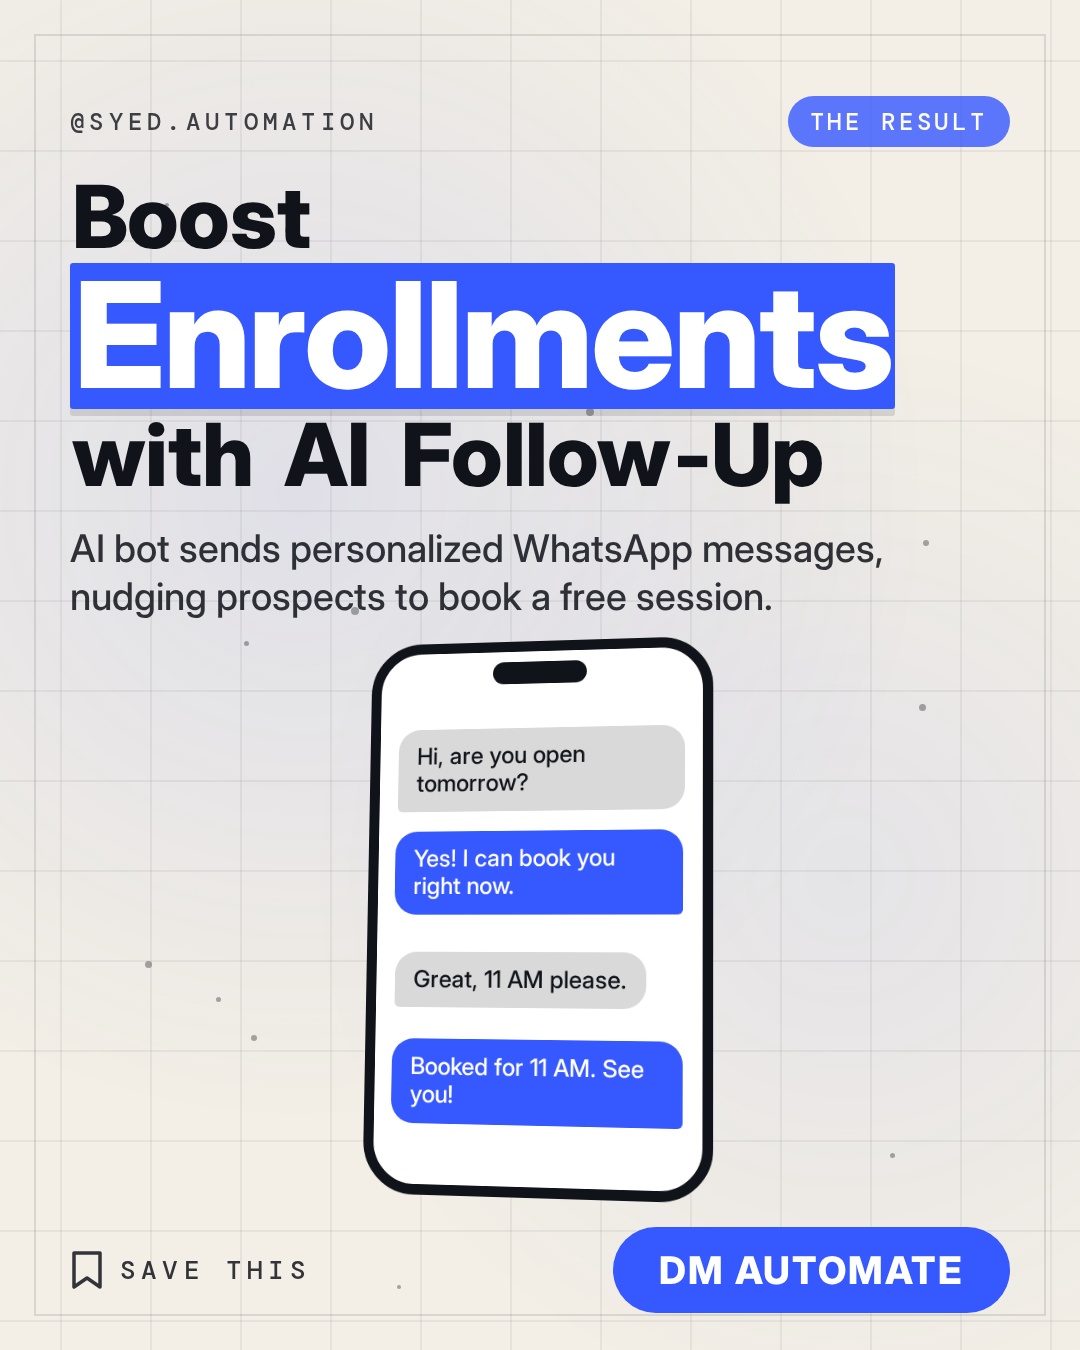 @SYED.AUTOMATION
THE RESULT
Boost
Enrollments
with AI Follow-Up
AI bot sends personalized WhatsApp messages,
nudging prospects to book a free session.
Hi, are you open
tomorrow?
Yes! I can book you
right now.
Great, 11 AM please.
Booked for 11 AM. See
you!
SAVE THIS
DM AUTOMATE